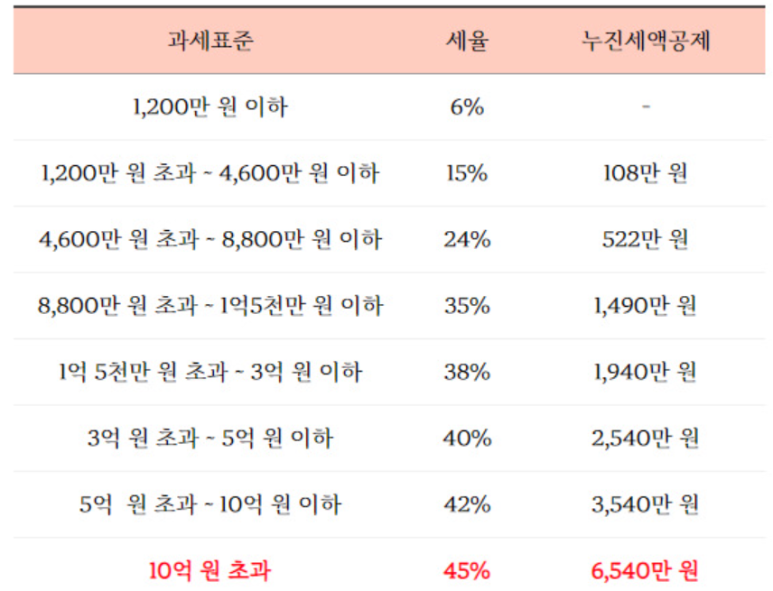 과세표준 세율 누진세액공제
1,200만 원 이하 6% -
1,200만 원 초과 ~ 4,600만 원 이하 15% 108만 원
4,600만 원 초과 ~ 8,800만 원 이하 24% 522만 원
8,800만 원 초과 ~ 1억5천만 원 이하 35% 1,490만 원
1억 5천만 원 초과 ~ 3억 원 이하 38% 1,940만 원
3억 원 초과 ~ 5억 원 이하 40% 2,540만 원
5억 원 초과 ~ 10억 원 이하 42% 3,540만 원
10억 원 초과 45% 6,540만 원